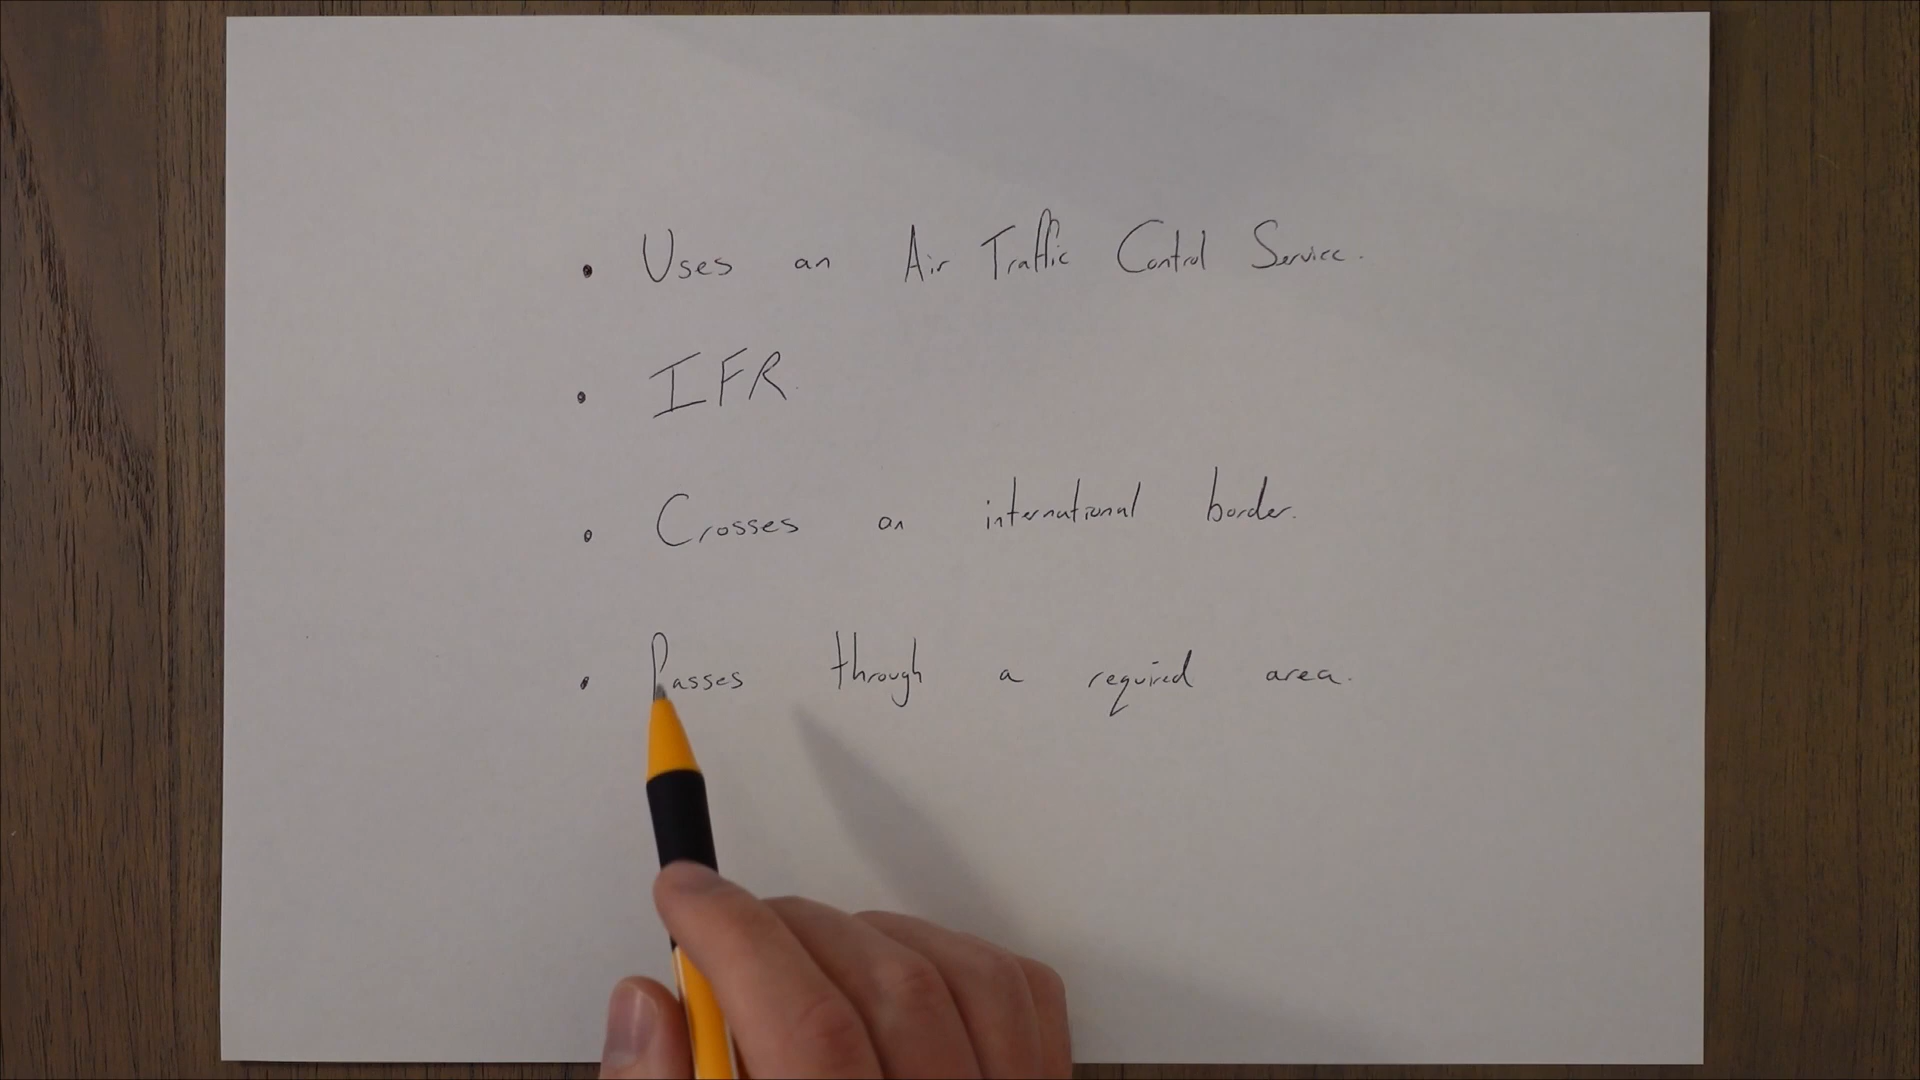 • Uses an Air Traffic Control Service.
• IFR.
• Crosses an international border.
• Passes through a required area.